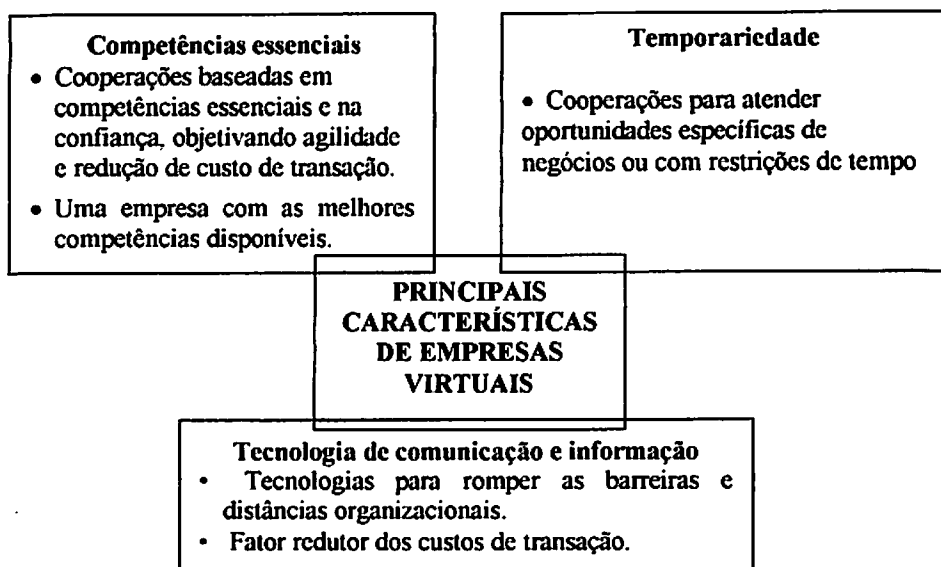 Competências essenciais
• Cooperações baseadas em
competências essenciais e na
confiança, objetivando agilidade
e redução de custo de transação.
• Uma empresa com as melhores
competências disponíveis.
Temporariedade
• Cooperações para atender
oportunidades específicas de
negócios ou com restrições de tempo
PRINCIPAIS
CARACTERÍSTICAS
DE EMPRESAS
VIRTUAIS
Tecnologia de comunicação e informação
• Tecnologias para romper as barreiras e
distâncias organizacionais.
• Fator redutor dos custos de transação.